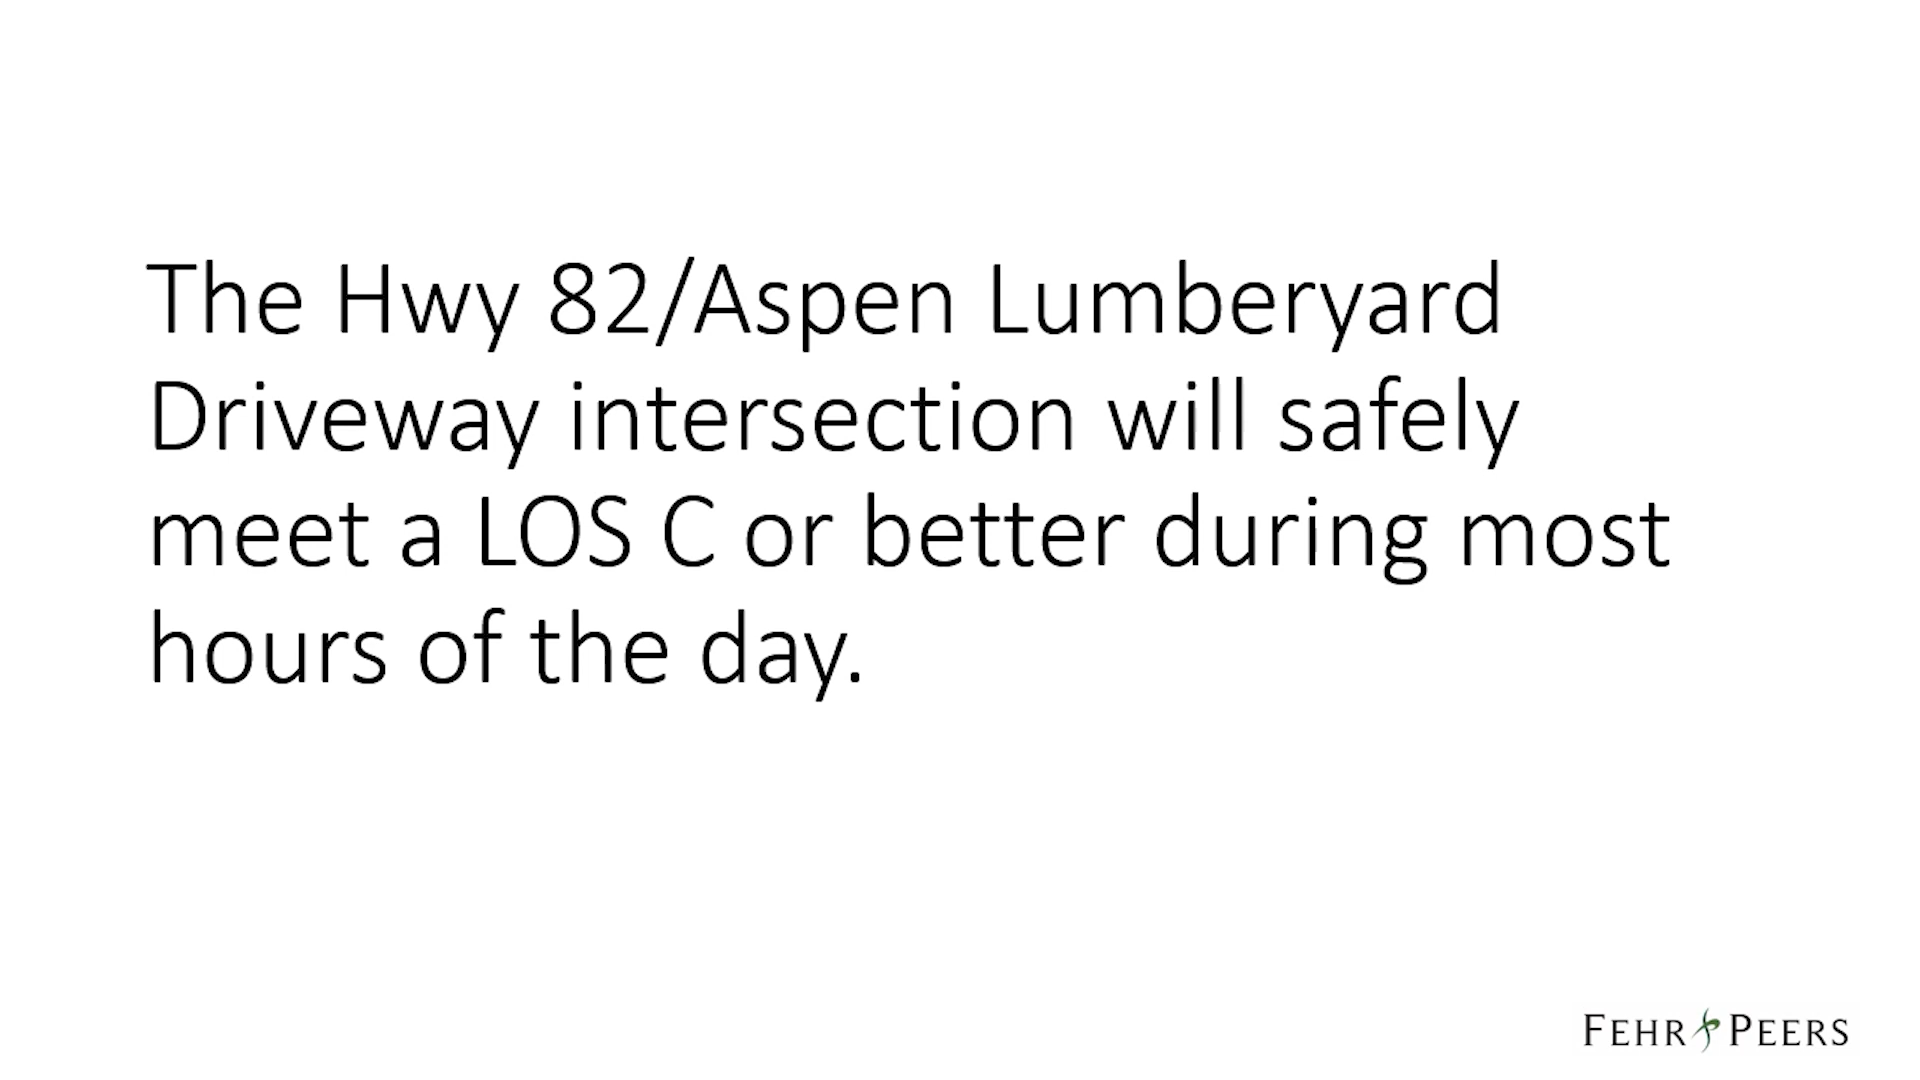 The Hwy 82/Aspen Lumberyard
Driveway intersection will safely
meet a LOS C or better during most
hours of the day.
FEHR PEERS